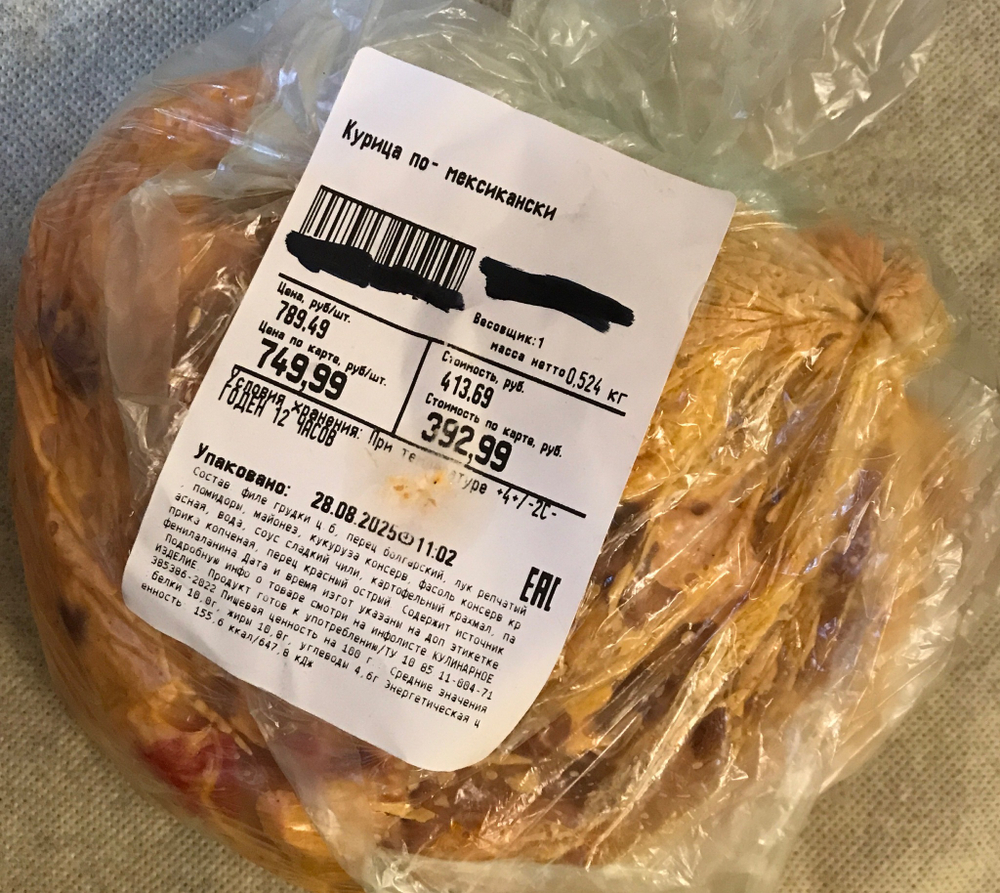 Курица по- мексикански
Весовщик:1
масса нетто 0,524 кг
Цена, руб/шт.
789.49
Цена по карте, руб/шт.
749,99
Стоимость, руб.
413.69
Стоимость по карте, руб.
392,99
Условия хранения: При те туре +4+/-2С-
ГОДЕН 12 ЧАСОВ
Упаковано: 28.08.2025 11:02
Состав филе грудки ц б, перец болгарский, лук репчатый
, помидоры, майонез, кукуруза консерв, фасоль консерв кр
асная, вода, соус сладкий чили, картофельный крахмал, па
прика копченая, перец красный острый Содержит источник
фенилаланина Дата и время изгот указаны на доп этикетке
Подробную инфо о товаре смотри на инфолисте КУЛИНАРНОЕ
ИЗДЕЛИЕ Продукт готов к употреблению/ТУ 10 85 11-004-71
385386-2022 Пищевая ценность на 100 г Средние значения
белки 10,0г, жиры 10,0г, углеводы 4,6г Энергетическая ц
енность 155,6 ккал/647,0 кДж
ЕАС